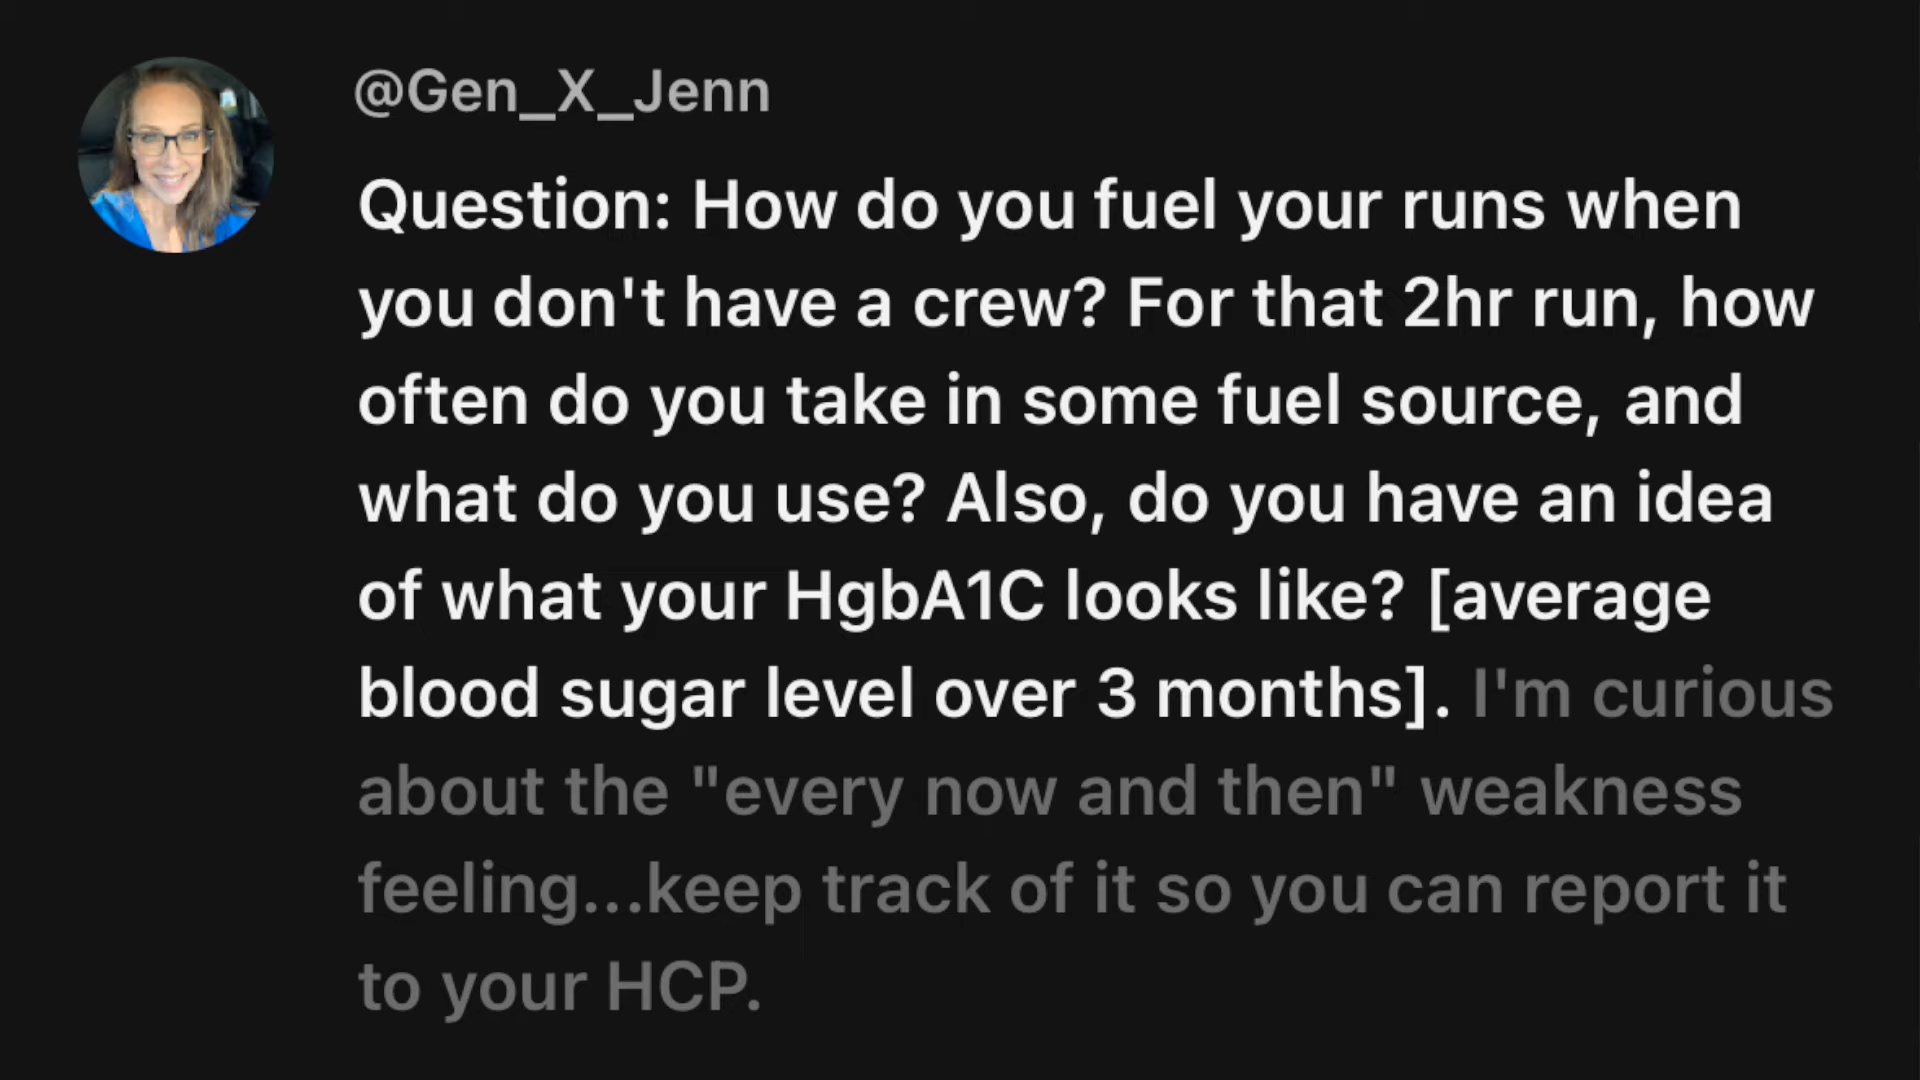 @Gen_X_Jenn
Question: How do you fuel your runs when
you don't have a crew? For that 2hr run, how
often do you take in some fuel source, and
what do you use? Also, do you have an idea
of what your HgbA1C looks like? [average
blood sugar level over 3 months]. I'm curious
about the "every now and then" weakness
feeling...keep track of it so you can report it
to your HCP.